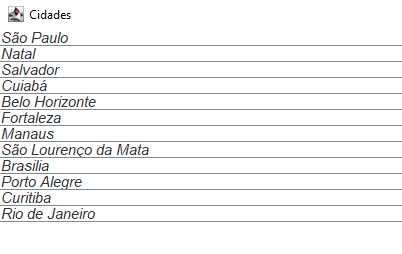 Cidades
São Paulo
Natal
Salvador
Cuiabá
Belo Horizonte
Fortaleza
Manaus
São Lourenço da Mata
Brasilia
Porto Alegre
Curitiba
Rio de Janeiro